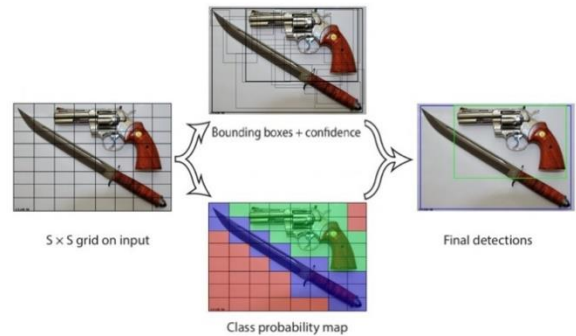 Bounding boxes + confidence
S × S grid on input
Final detections
Class probability map